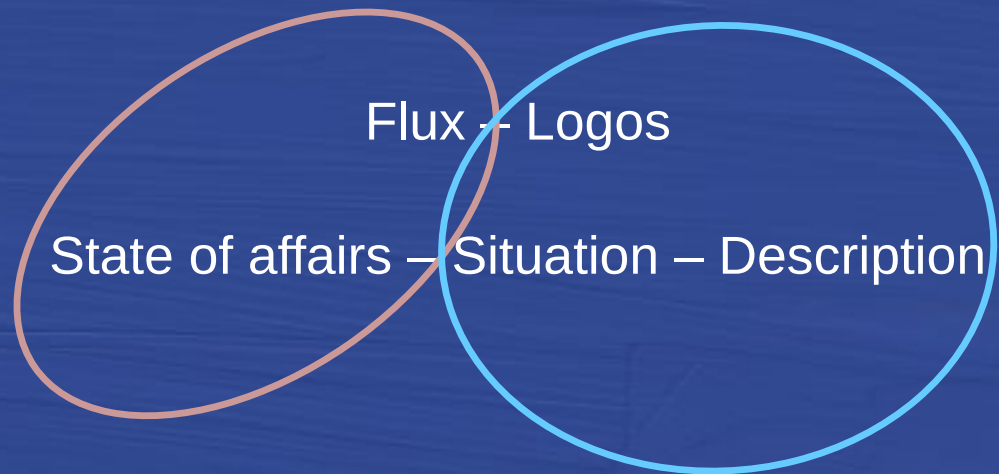 Flux – Logos
State of affairs – Situation – Description